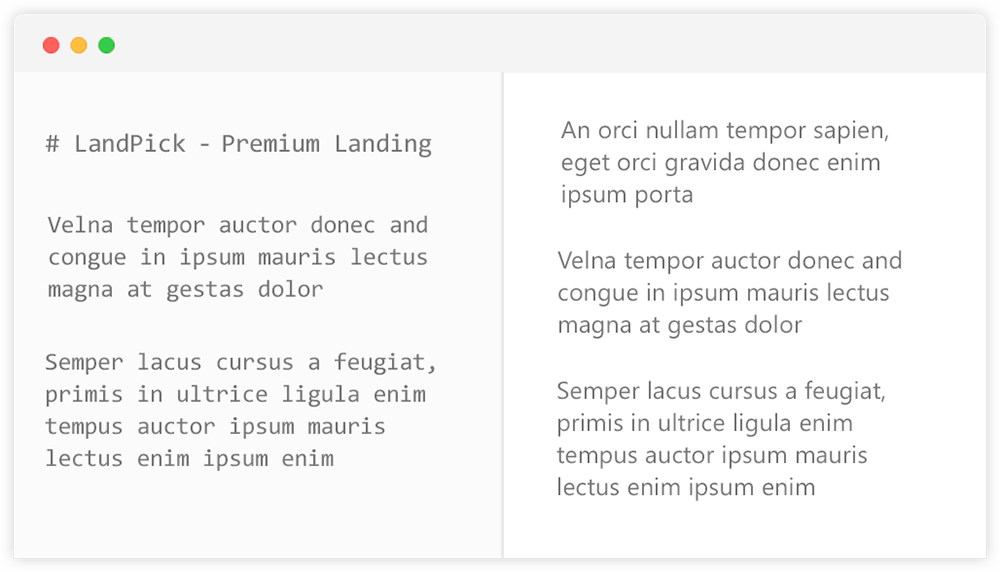 # LandPick - Premium Landing
Velna tempor auctor donec and
congue in ipsum mauris lectus
magna at gestas dolor
Semper lacus cursus a feugiat,
primis in ultrice ligula enim
tempus auctor ipsum mauris
lectus enim ipsum enim
An orci nullam tempor sapien,
eget orci gravida donec enim
ipsum porta
Velna tempor auctor donec and
congue in ipsum mauris lectus
magna at gestas dolor
Semper lacus cursus a feugiat,
primis in ultrice ligula enim
tempus auctor ipsum mauris
lectus enim ipsum enim